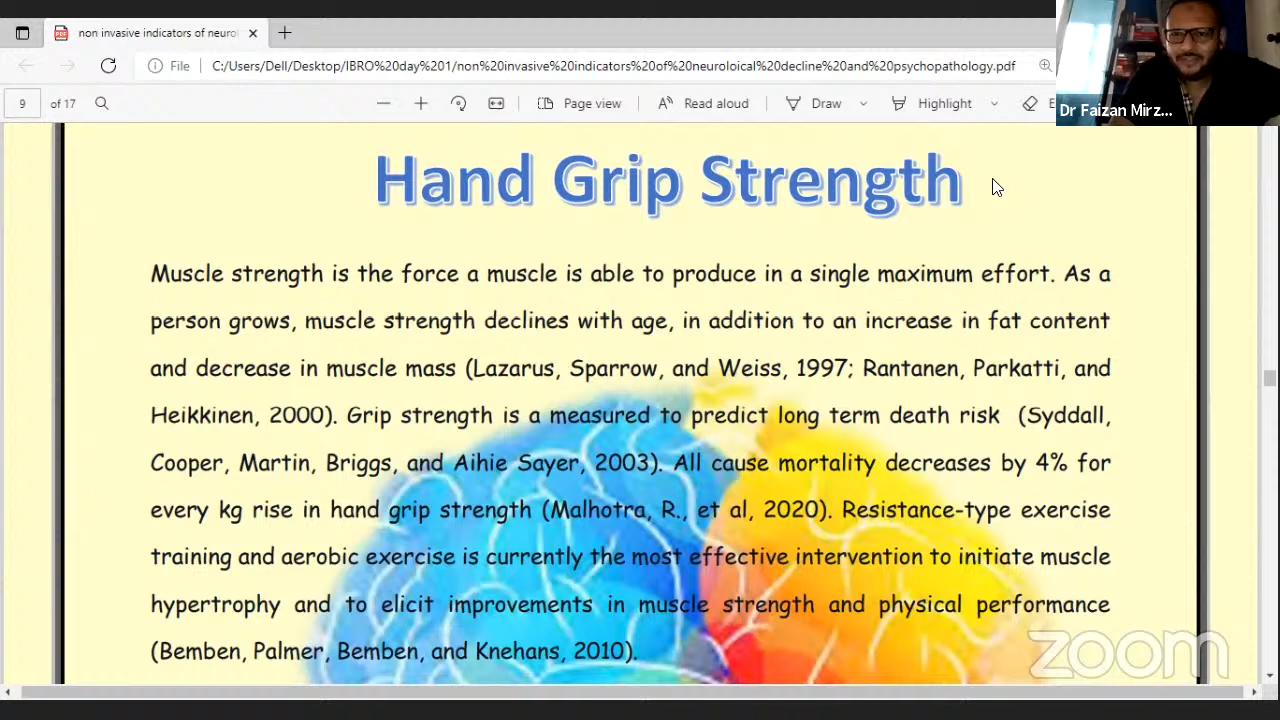 non invasive indicators of neurol
File
C:/Users/Dell/Desktop/IBRO%20day%201/non%20invasive%20indicators%20of%20neuroloical%20decline%20and%20psychopathology.pdf
9 of 17
Page view
Read aloud
Draw
Highlight
Dr Faizan Mirz...
Hand Grip Strength
Muscle strength is the force a muscle is able to produce in a single maximum effort. As a
person grows, muscle strength declines with age, in addition to an increase in fat content
and decrease in muscle mass (Lazarus, Sparrow, and Weiss, 1997; Rantanen, Parkatti, and
Heikkinen, 2000). Grip strength is a measured to predict long term death risk (Syddall,
Cooper, Martin, Briggs, and Aihie Sayer, 2003). All cause mortality decreases by 4% for
every kg rise in hand grip strength (Malhotra, R., et al, 2020). Resistance-type exercise
training and aerobic exercise is currently the most effective intervention to initiate muscle
hypertrophy and to elicit improvements in muscle strength and physical performance
(Bemben, Palmer, Bemben, and Knehans, 2010).
zoom